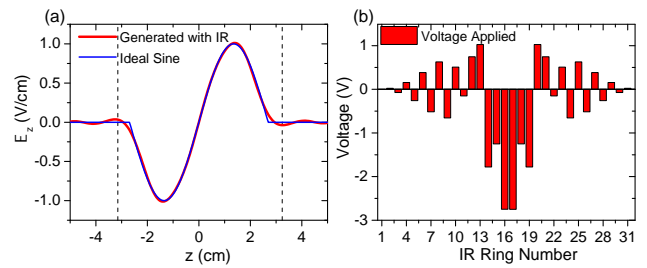 (a)
Generated with IR
Ideal Sine
E_z (V/cm)
1.0
0.5
0.0
-0.5
-1.0
-4 -2 0 2 4
z (cm)
(b)
Voltage Applied
Voltage (V)
1
0
-1
-2
-3
1 4 7 10 13 16 19 22 25 28 31
IR Ring Number